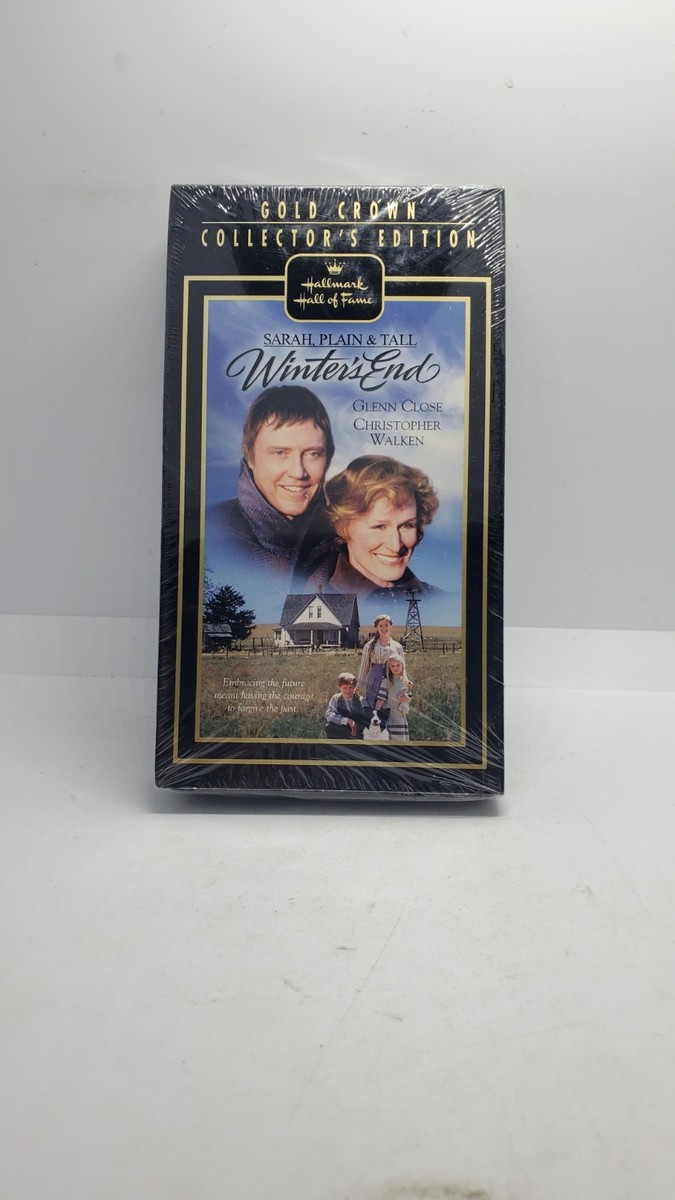 GOLD CROWN
COLLECTOR'S EDITION
Hallmark
Hall of Fame
SARAH, PLAIN & TALL
Winter's End
GLENN CLOSE
CHRISTOPHER
WALKEN
Embracing the future
meant having the courage
to forgive the past.